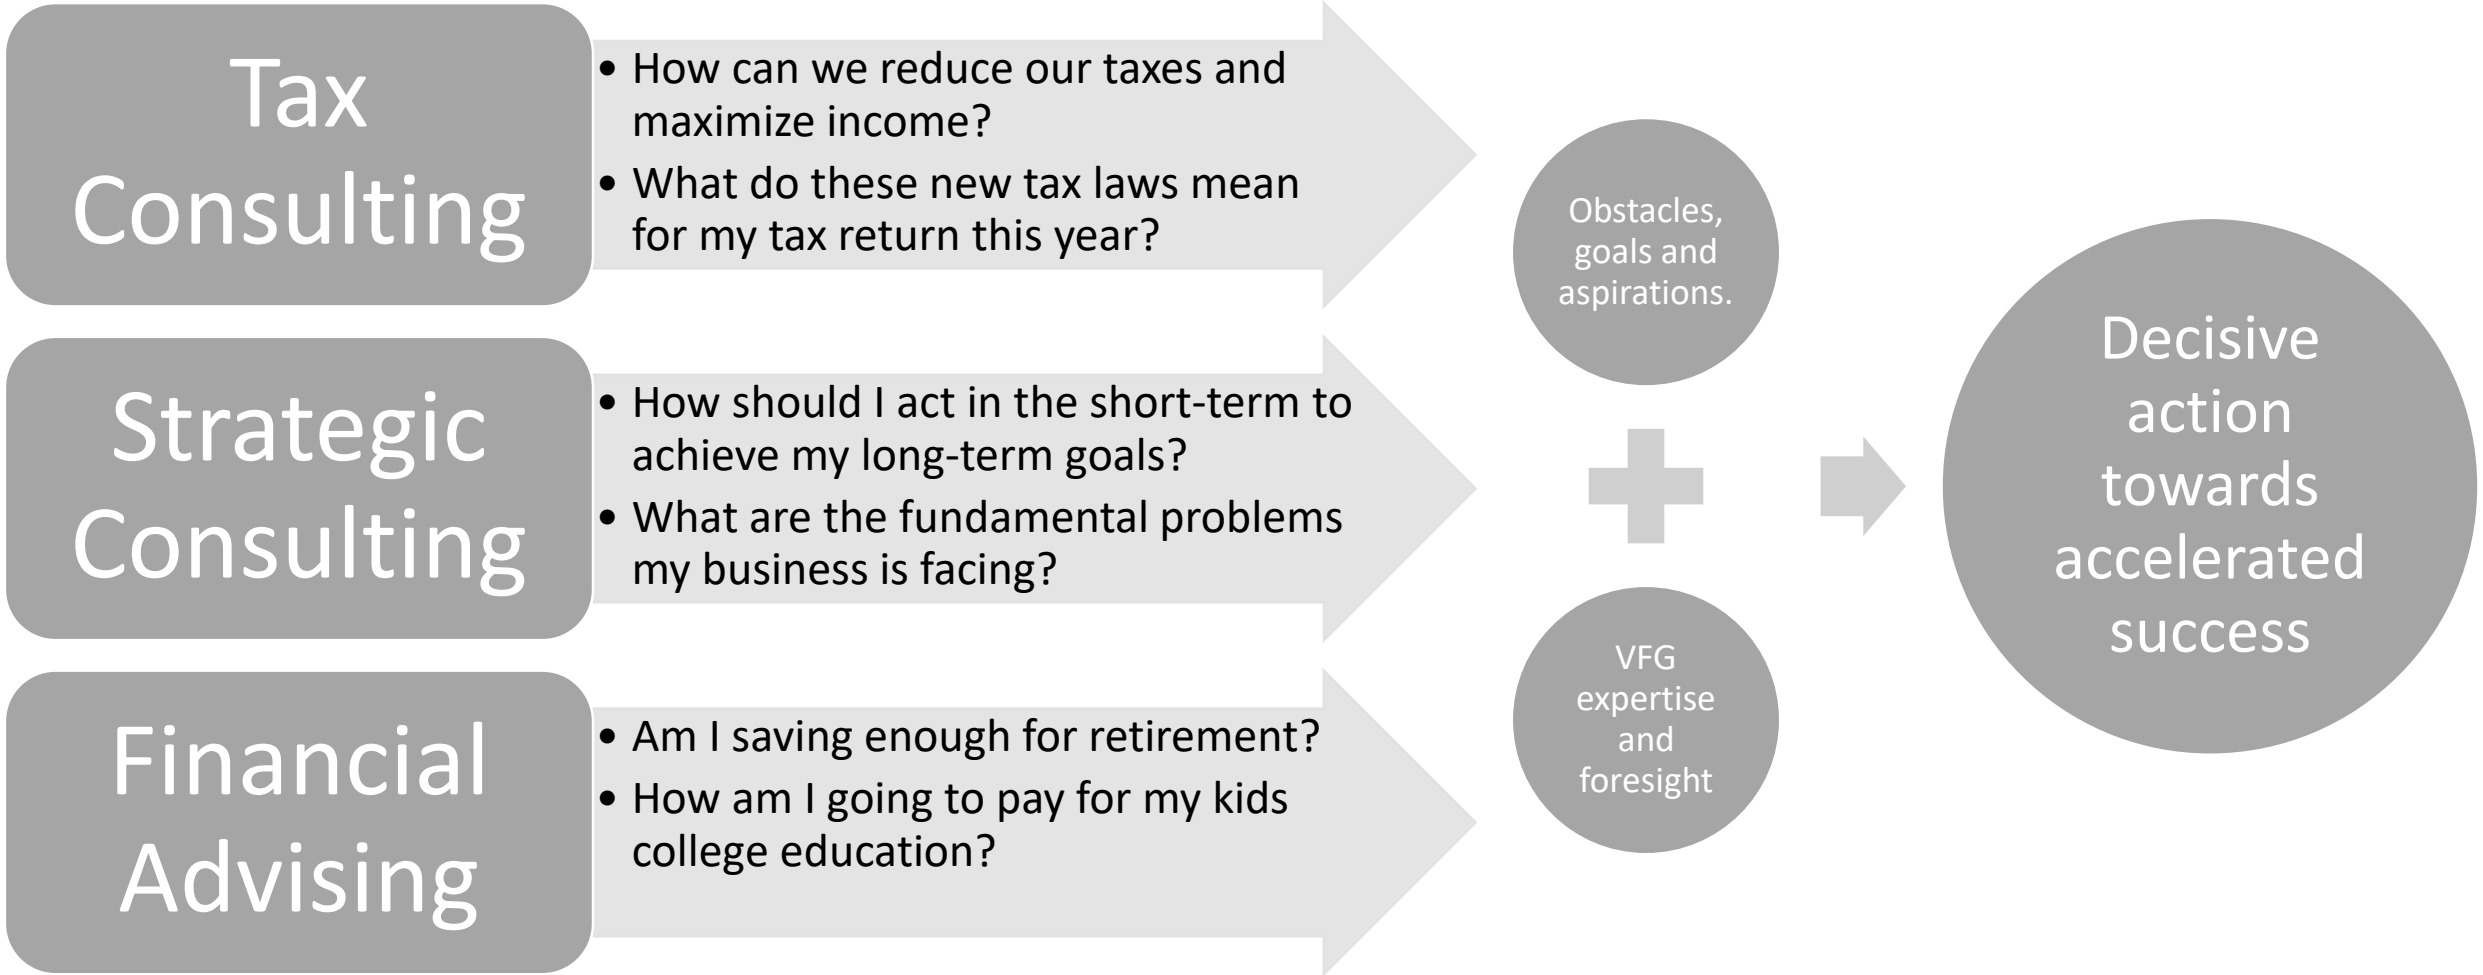 Tax
Consulting
• How can we reduce our taxes and
maximize income?
• What do these new tax laws mean
for my tax return this year?
Strategic
Consulting
• How should I act in the short-term to
achieve my long-term goals?
• What are the fundamental problems
my business is facing?
Financial
Advising
• Am I saving enough for retirement?
• How am I going to pay for my kids
college education?
Obstacles,
goals and
aspirations.
VFG
expertise
and
foresight
Decisive
action
towards
accelerated
success